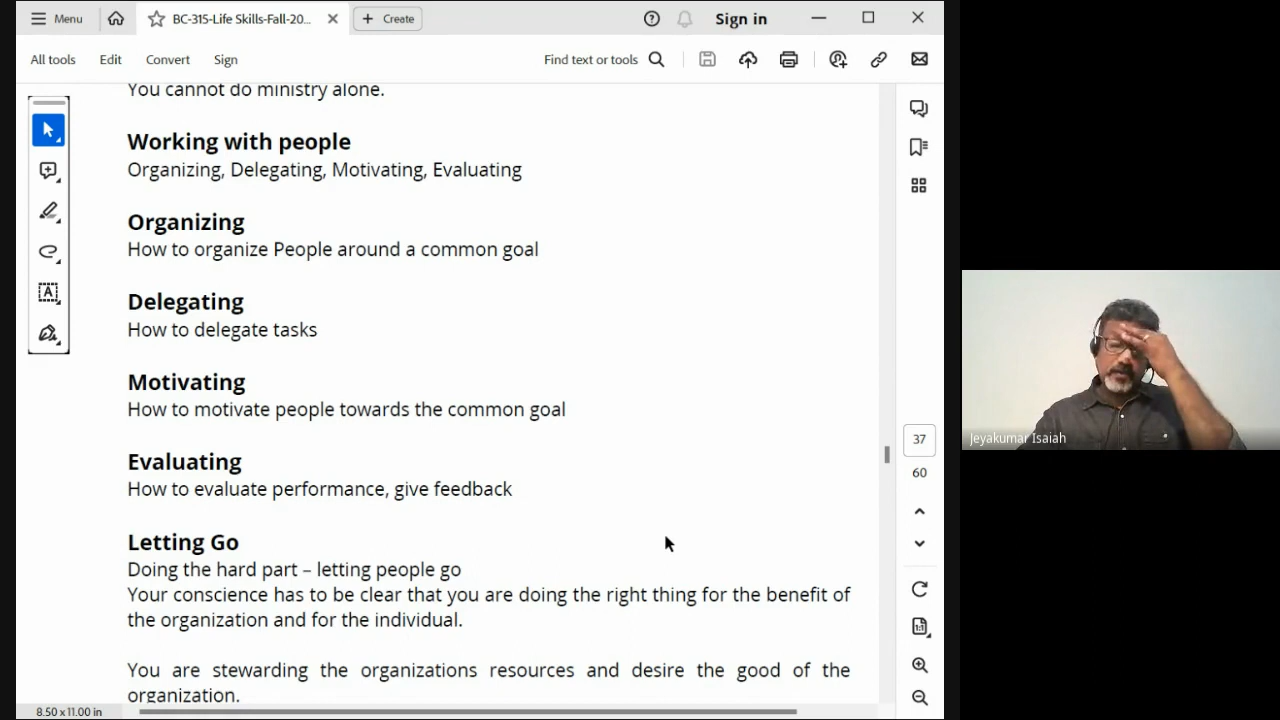 Menu
BC-315-Life Skills-Fall-20...
Create
Sign in
All tools
Edit
Convert
Sign
Find text or tools
You cannot do ministry alone.
Working with people
Organizing, Delegating, Motivating, Evaluating
Organizing
How to organize People around a common goal
Delegating
How to delegate tasks
Motivating
How to motivate people towards the common goal
Evaluating
How to evaluate performance, give feedback
Letting Go
Doing the hard part – letting people go
Your conscience has to be clear that you are doing the right thing for the benefit of
the organization and for the individual.
You are stewarding the organizations resources and desire the good of the
organization.
37
60
8.50 x 11.00 in
Jeyakumar Isaiah